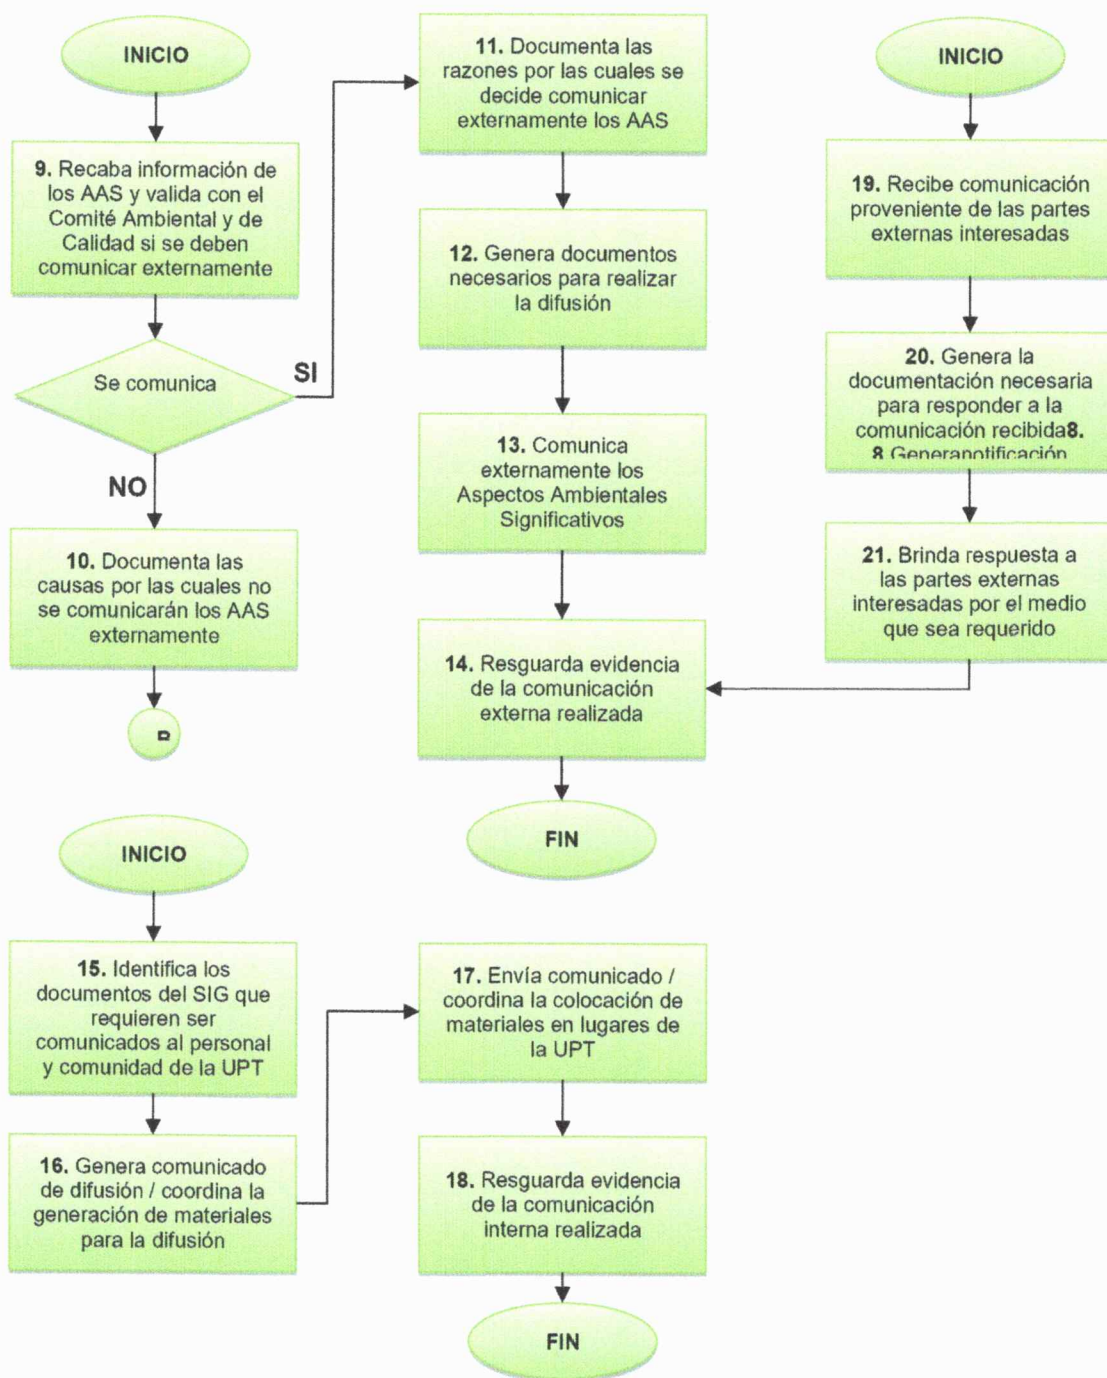 INICIO
9. Recaba información de
los AAS y valida con el
Comité Ambiental y de
Calidad si se deben
comunicar externamente
Se comunica
SI
NO
10. Documenta las
causas por las cuales no
se comunicarán los AAS
externamente
11. Documenta las
razones por las cuales se
decide comunicar
externamente los AAS
12. Genera documentos
necesarios para realizar
la difusión
13. Comunica
externamente los
Aspectos Ambientales
Significativos
14. Resguarda evidencia
de la comunicación
externa realizada
FIN
INICIO
19. Recibe comunicación
proveniente de las partes
externas interesadas
20. Genera la
documentación necesaria
para responder a la
comunicación recibida8.
8 Generanotificación
21. Brinda respuesta a
las partes externas
interesadas por el medio
que sea requerido
INICIO
15. Identifica los
documentos del SIG que
requieren ser
comunicados al personal
y comunidad de la UPT
16. Genera comunicado
de difusión / coordina la
generación de materiales
para la difusión
17. Envía comunicado /
coordina la colocación de
materiales en lugares de
la UPT
18. Resguarda evidencia
de la comunicación
interna realizada
FIN